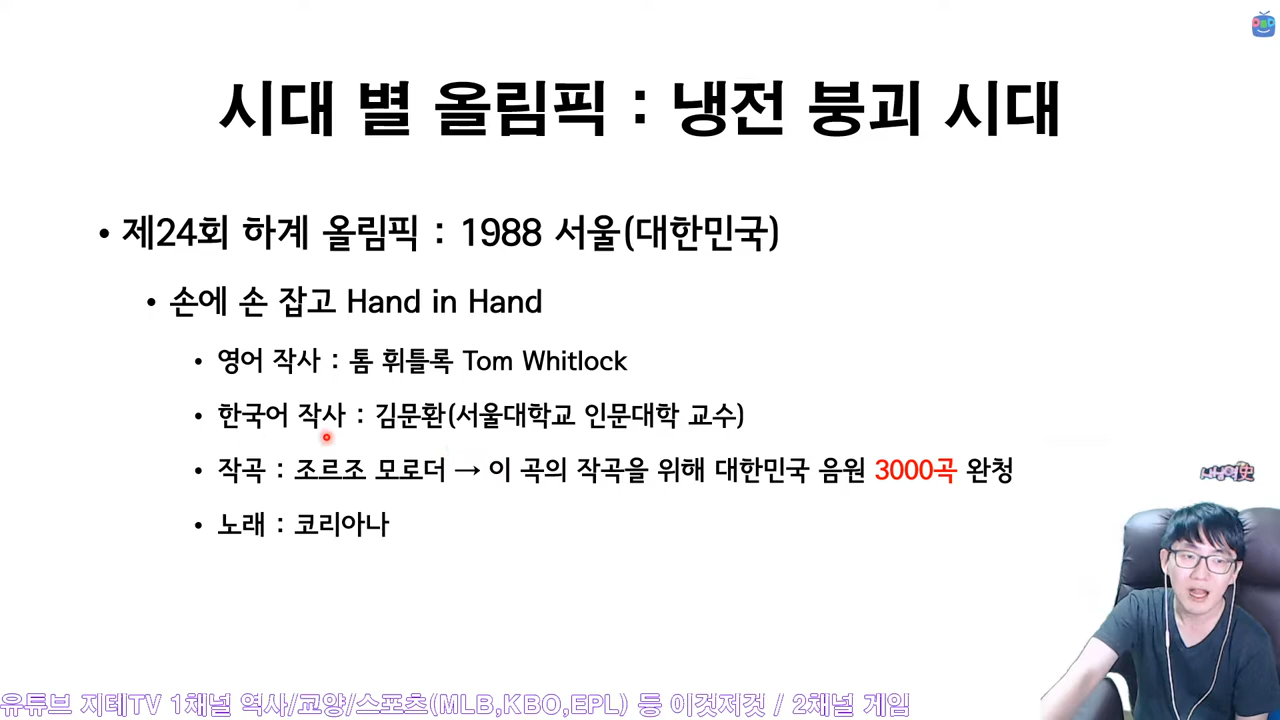 시대 별 올림픽 : 냉전 붕괴 시대
• 제24회 하계 올림픽 : 1988 서울(대한민국)
• 손에 손 잡고 Hand in Hand
• 영어 작사 : 톰 휘틀록 Tom Whitlock
• 한국어 작사 : 김문환(서울대학교 인문대학 교수)
• 작곡 : 조르조 모로더 → 이 곡의 작곡을 위해 대한민국 음원 3000곡 완청
• 노래 : 코리아나
유튜브 지테TV 1채널 역사/교양/스포츠(MLB,KBO,EPL) 등 이것저것 / 2채널 게임